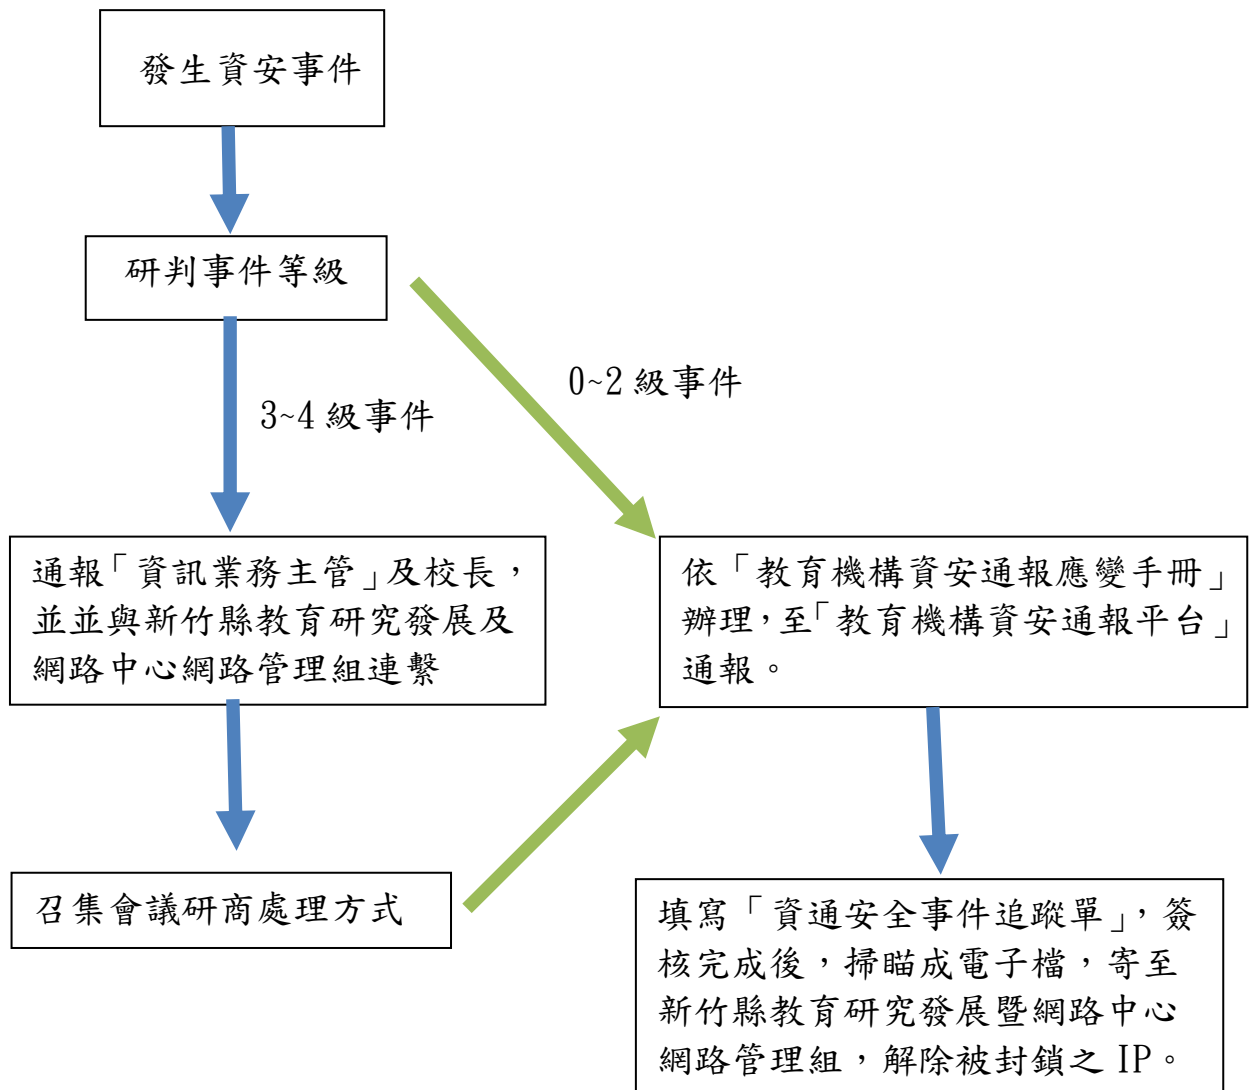 發生資安事件
研判事件等級
0~2 級事件
3~4 級事件
通報「資訊業務主管」及校長，
並並與新竹縣教育研究發展及
網路中心網路管理組連繫
依「教育機構資安通報應變手冊」
辦理，至「教育機構資安通報平台」
通報。
召集會議研商處理方式
填寫「資通安全事件追蹤單」，簽
核完成後，掃瞄成電子檔，寄至
新竹縣教育研究發展暨網路中心
網路管理組，解除被封鎖之 IP。